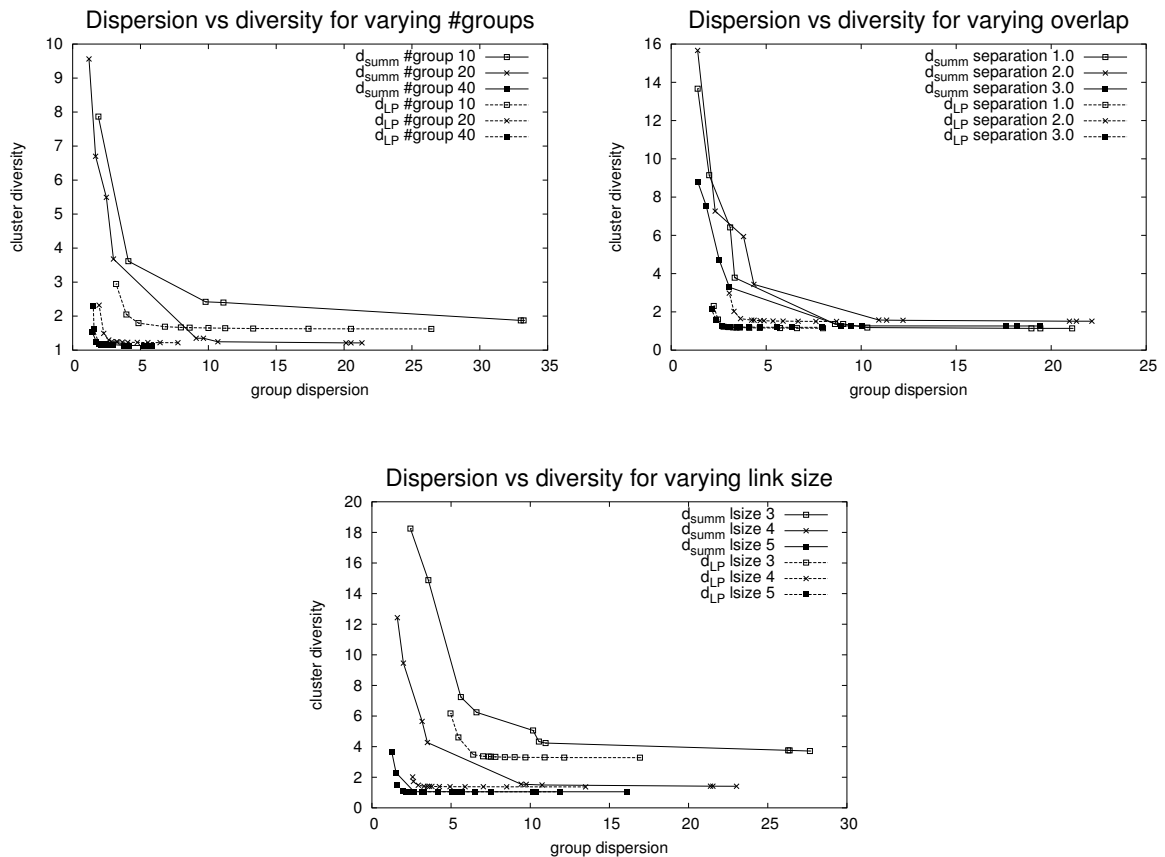 Dispersion vs diversity for varying #groups
10
9
8
7
6
5
4
3
2
1
cluster diversity
0 5 10 15 20 25 30 35
group dispersion
d_summ #group 10
d_summ #group 20
d_summ #group 40
d_LP #group 10
d_LP #group 20
d_LP #group 40
Dispersion vs diversity for varying overlap
16
14
12
10
8
6
4
2
0
cluster diversity
0 5 10 15 20 25
group dispersion
d_summ separation 1.0
d_summ separation 2.0
d_summ separation 3.0
d_LP separation 1.0
d_LP separation 2.0
d_LP separation 3.0
Dispersion vs diversity for varying link size
20
18
16
14
12
10
8
6
4
2
0
cluster diversity
0 5 10 15 20 25 30
group dispersion
d_summ lsize 3
d_summ lsize 4
d_summ lsize 5
d_LP lsize 3
d_LP lsize 4
d_LP lsize 5